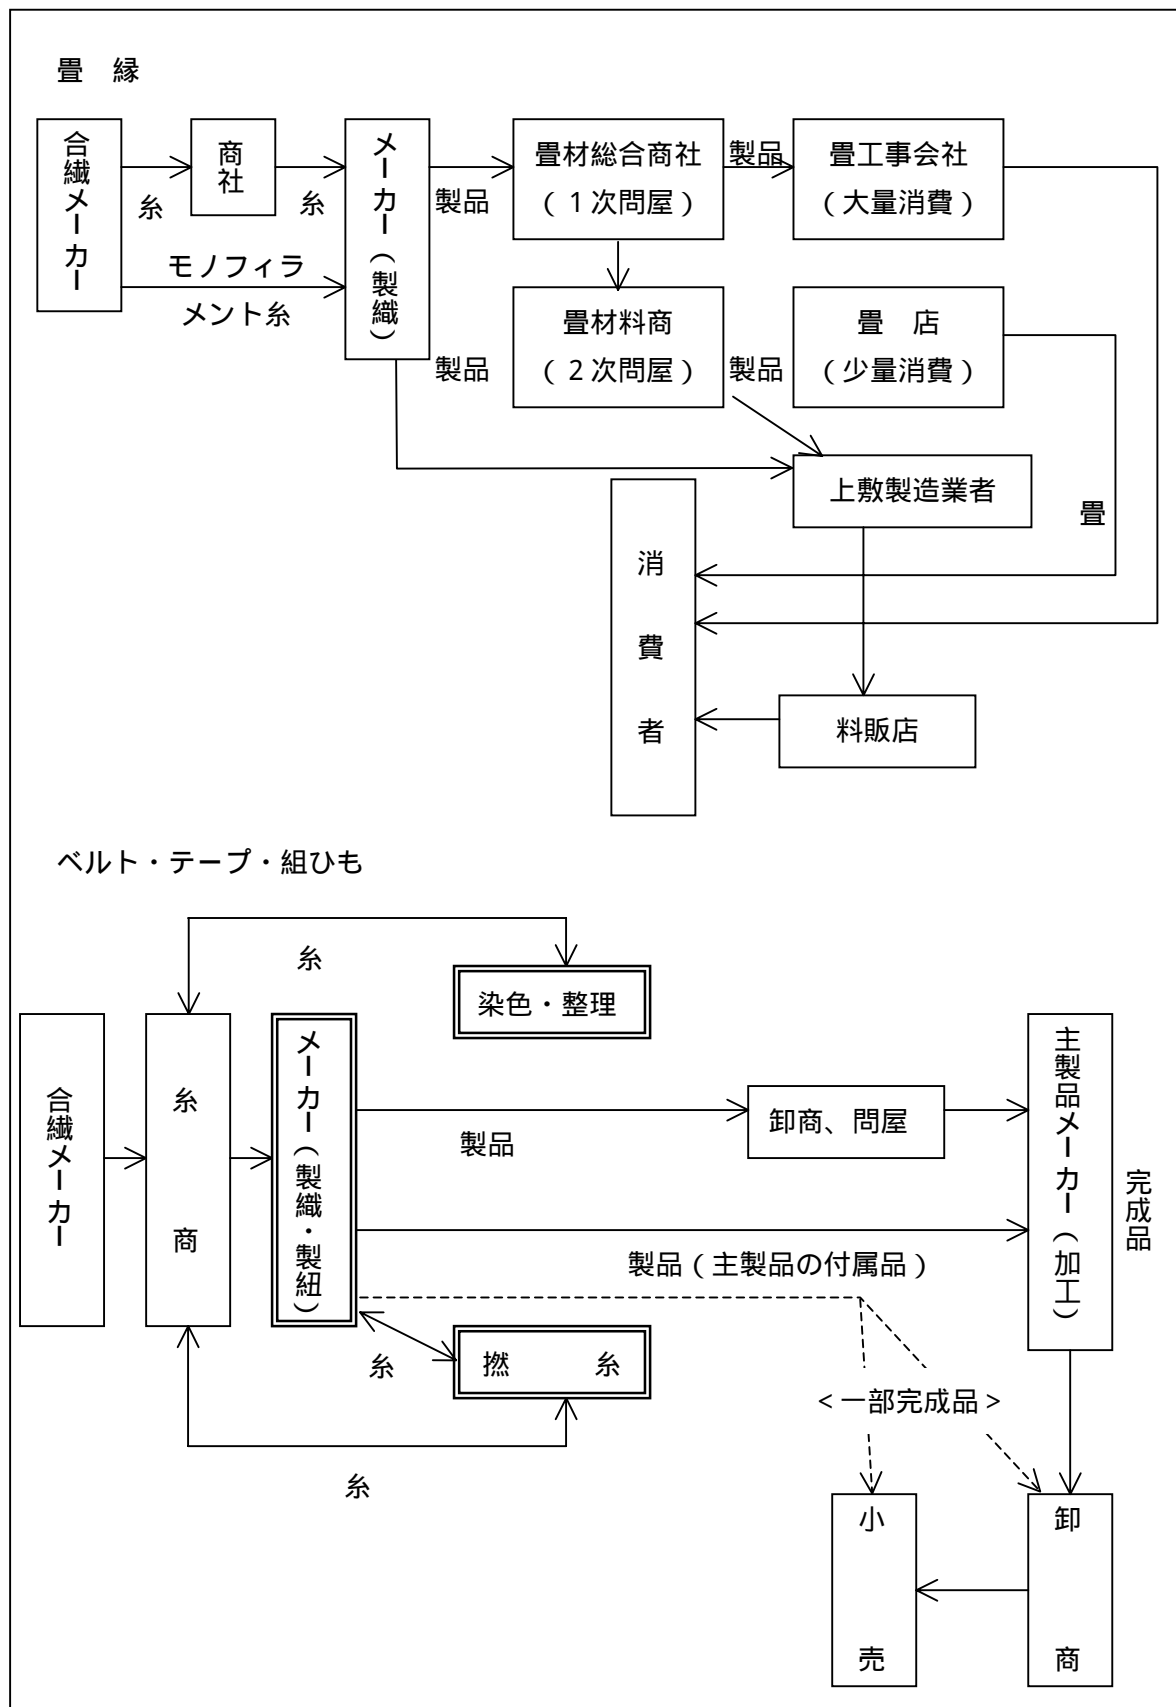 畳　縁
合繊メーカー
商社
メーカー（製織）
畳材総合商社
（１次問屋）
製品
畳工事会社
（大量消費）
糸
糸
製品
モノフィラ
メント糸
畳材料商
（２次問屋）
畳　店
（少量消費）
製品
製品
上敷製造業者
畳
消費者
料販店
ベルト・テープ・組ひも
糸
染色・整理
合繊メーカー
糸商
メーカー（製織・製紐）
卸商、問屋
主製品メーカー（加工）
完成品
製品
製品（主製品の付属品）
撚　糸
糸
＜一部完成品＞
糸
小売
卸商